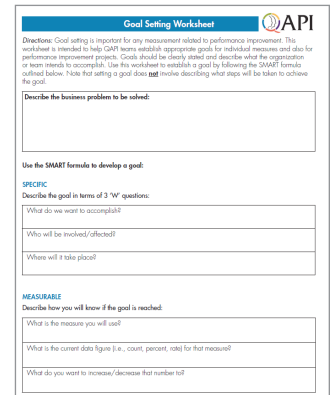 Goal Setting Worksheet
QAPI
Directions: Goal setting is important for any measurement related to performance improvement. This
worksheet is intended to help QAPI teams establish appropriate goals for individual measures and also for
performance improvement projects. Goals should be clearly stated and describe what the organization
or team intends to accomplish. Use this worksheet to establish a goal by following the SMART formula
outlined below. Note that setting a goal does not involve describing what steps will be taken to achieve
the goal.
Describe the business problem to be solved:
Use the SMART formula to develop a goal:
SPECIFIC
Describe the goal in terms of 3 'W' questions:
What do we want to accomplish?
Who will be involved/affected?
Where will it take place?
MEASURABLE
Describe how you will know if the goal is reached:
What is the measure you will use?
What is the current data figure (i.e., count, percent, rate) for that measure?
What do you want to increase/decrease that number to?